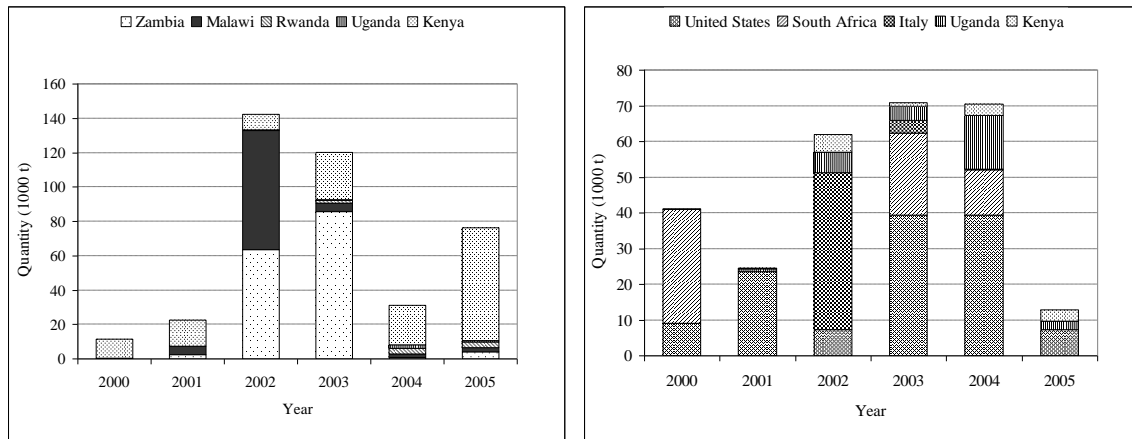 Zambia Malawi Rwanda Uganda Kenya
160
140
120
100
80
60
40
20
0
Quantity (1000 t)
2000 2001 2002 2003 2004 2005
Year
United States South Africa Italy Uganda Kenya
80
70
60
50
40
30
20
10
0
Quantity (1000 t)
2000 2001 2002 2003 2004 2005
Year